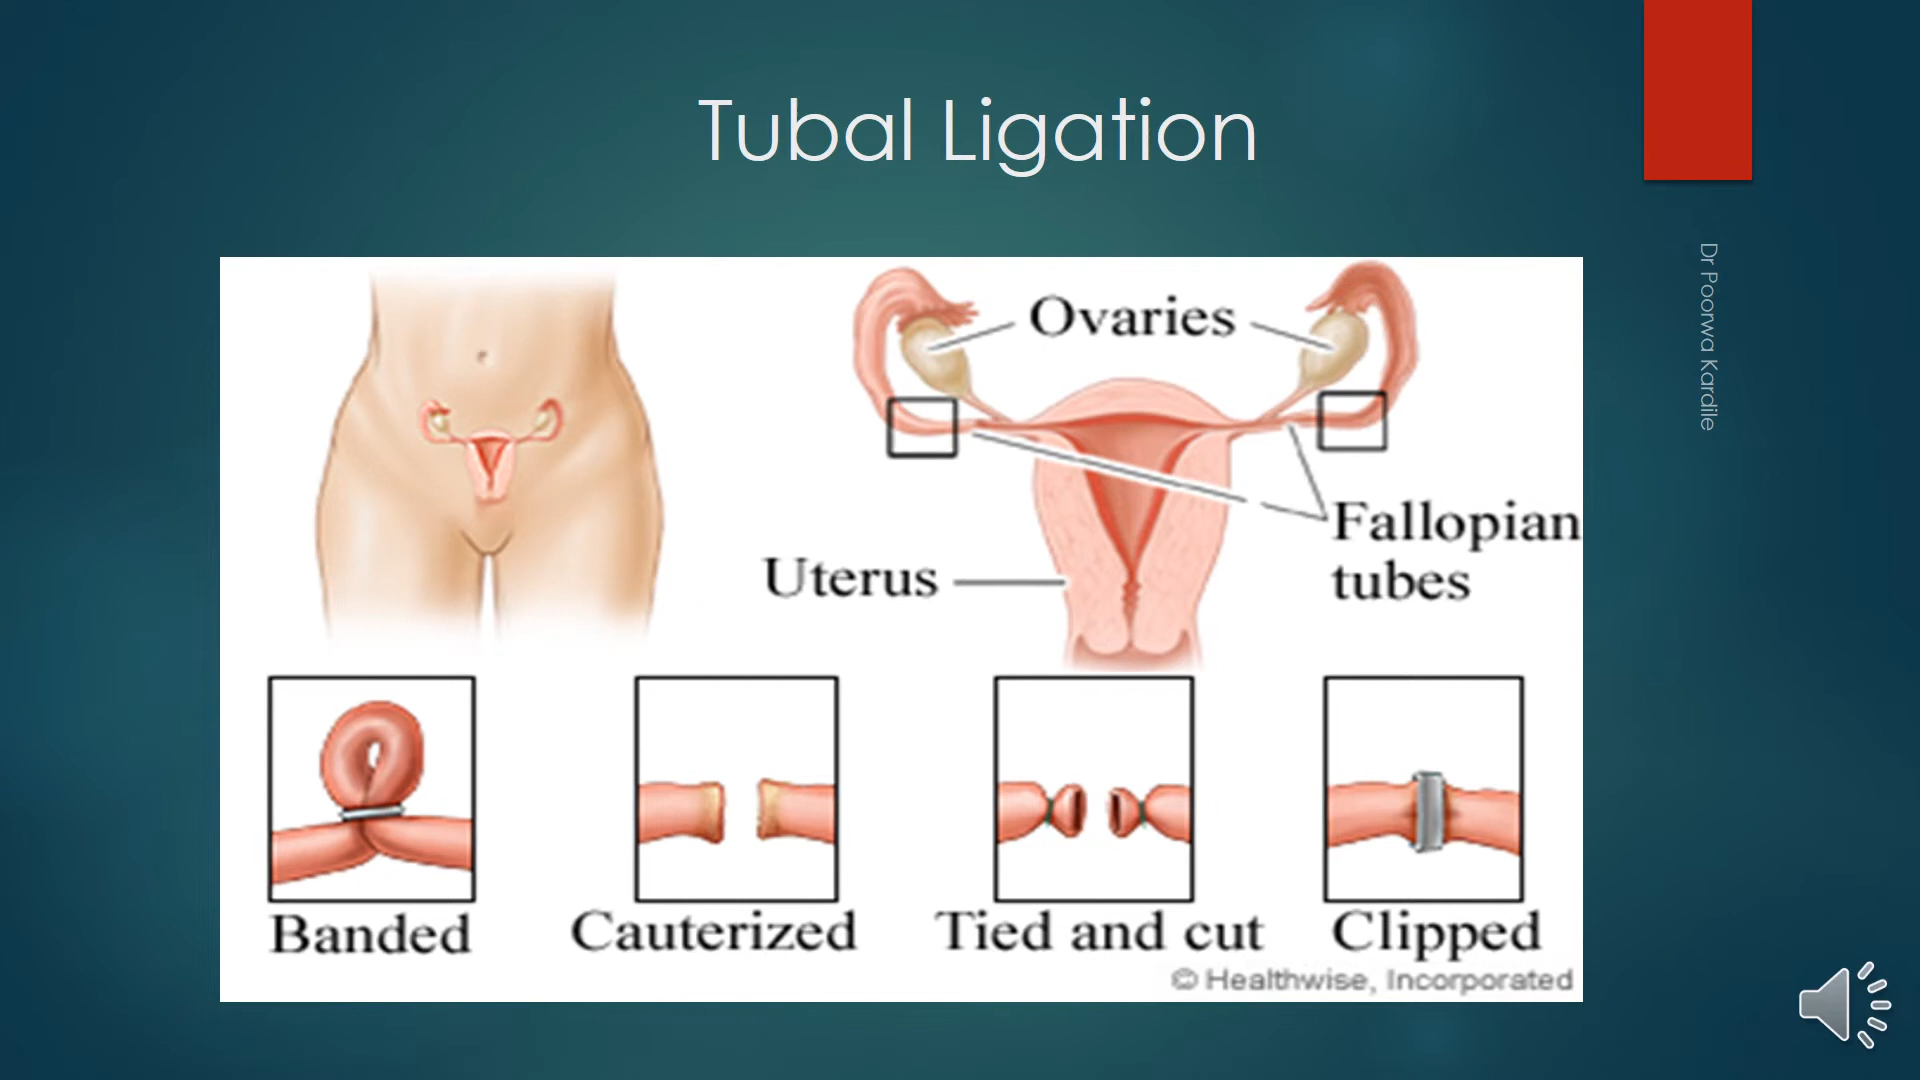 Tubal Ligation
Dr Poorwa Kardile
Ovaries
Fallopian
tubes
Uterus
Banded
Cauterized
Tied and cut
Clipped
© Healthwise, Incorporated